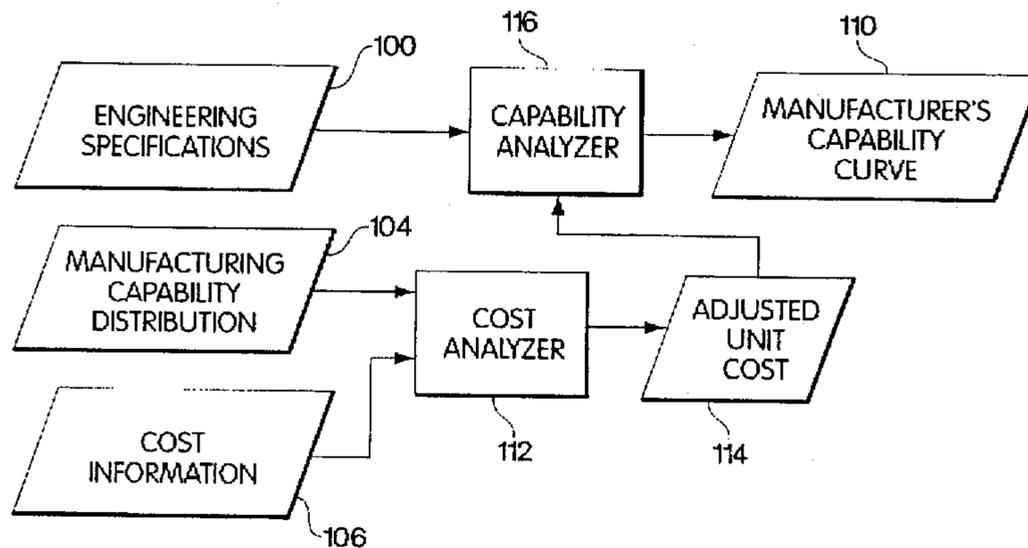 116
110
100
ENGINEERING
SPECIFICATIONS
CAPABILITY
ANALYZER
MANUFACTURER'S
CAPABILITY
CURVE
104
MANUFACTURING
CAPABILITY
DISTRIBUTION
COST
ANALYZER
ADJUSTED
UNIT
COST
112
114
COST
INFORMATION
106